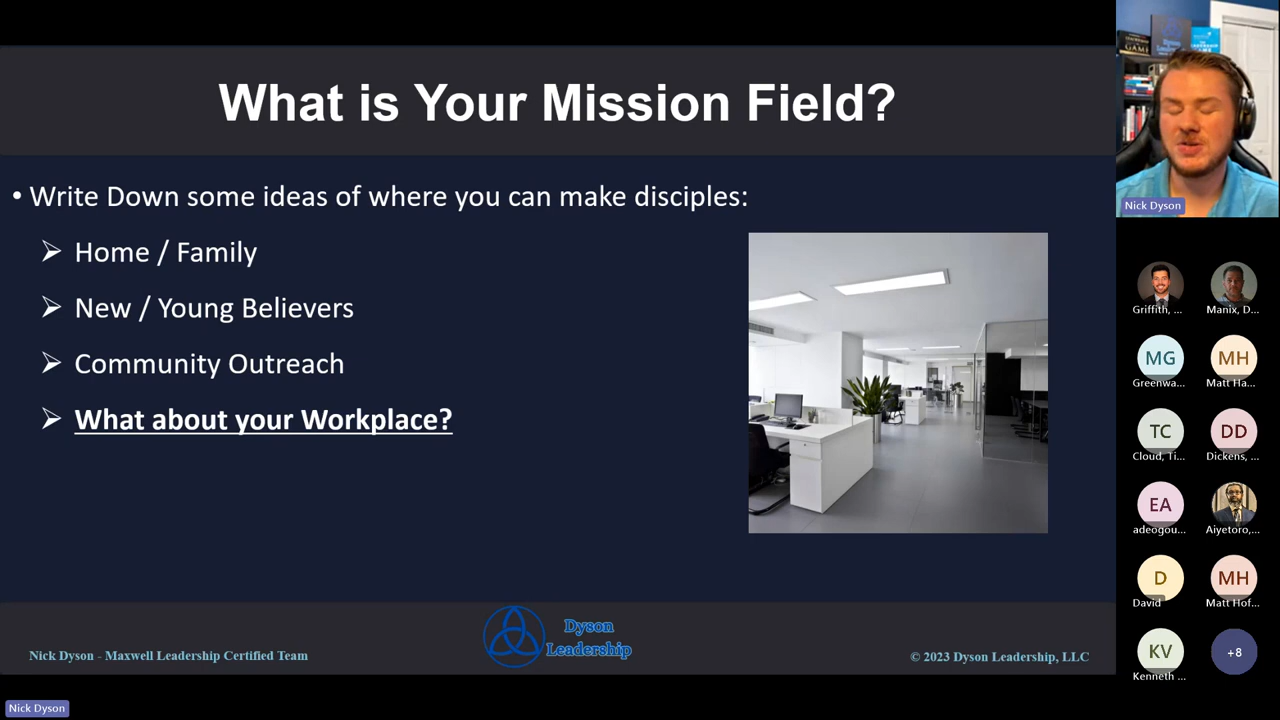 What is Your Mission Field?
• Write Down some ideas of where you can make disciples:
Home / Family
New / Young Believers
Community Outreach
What about your Workplace?
Nick Dyson - Maxwell Leadership Certified Team
Dyson
Leadership
© 2023 Dyson Leadership, LLC
Nick Dyson
Griffith, ...
Manix, D...
MG
Greenwa...
MH
Matt Ha...
TC
Cloud, Ti...
DD
Dickens, ...
EA
adeogou...
Aiyetoro,...
D
David
MH
Matt Hof...
KV
Kenneth ...
+8
Nick Dyson